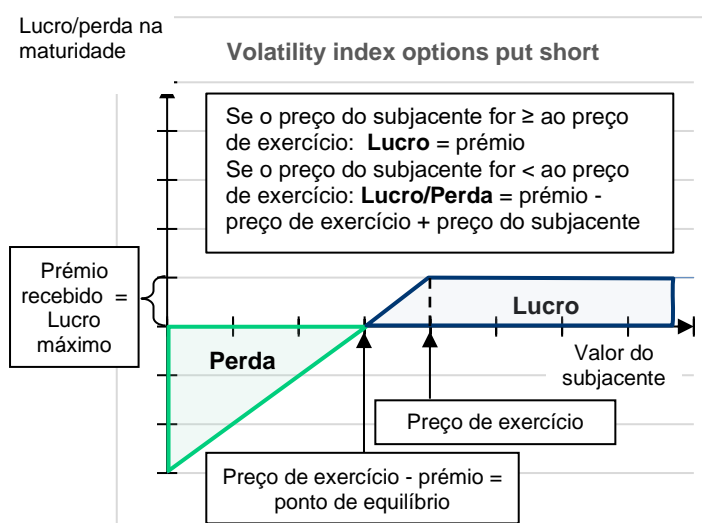 Lucro/perda na
maturidade
Volatility index options put short
Se o preço do subjacente for ≥ ao preço
de exercício: Lucro = prémio
Se o preço do subjacente for < ao preço
de exercício: Lucro/Perda = prémio -
preço de exercício + preço do subjacente
Prémio
recebido =
Lucro
máximo
Lucro
Perda
Valor do
subjacente
Preço de exercício
Preço de exercício - prémio =
ponto de equilíbrio